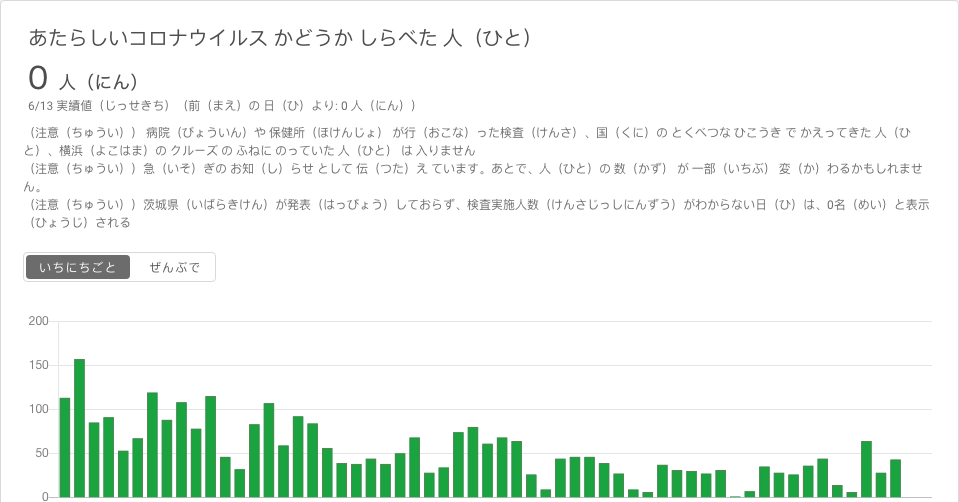 あたらしいコロナウイルス かどうか しらべた 人（ひと）
0 人（にん）
6/13 実績値（じっせきち）（前（まえ）の 日（ひ）より: 0 人（にん））
（注意（ちゅうい）） 病院（びょういん）や 保健所（ほけんじょ） が行（おこな）った検査（けんさ）、国（くに）の とくべつな ひこうき で かえってきた 人（ひ
と）、横浜（よこはま）の クルーズ の ふねに のっていた 人（ひと） は 入りません
（注意（ちゅうい））急（いそ）ぎの お知（し）らせ として 伝（つた）え ています。あとで、人（ひと）の 数（かず） が 一部（いちぶ） 変（か）わるかもしれませ
ん。
（注意（ちゅうい））茨城県（いばらきけん）が発表（はっぴょう）しておらず、検査実施人数（けんさじっしにんずう）がわからない日（ひ）は、0名（めい）と表示
（ひょうじ）される
いちにちごと ぜんぶで
200
150
100
50
0